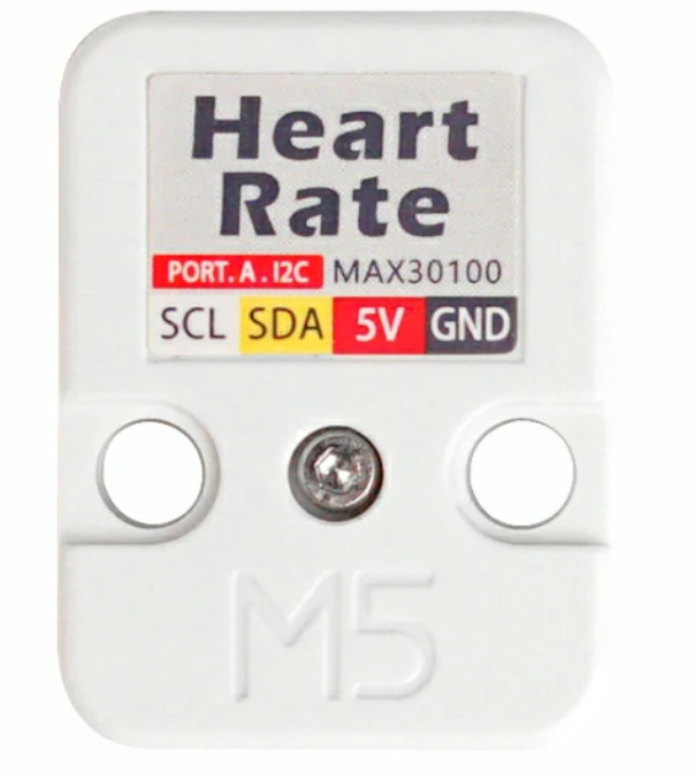 Heart
Rate
PORT.A.I2C MAX30100
SCL SDA 5V GND
M5